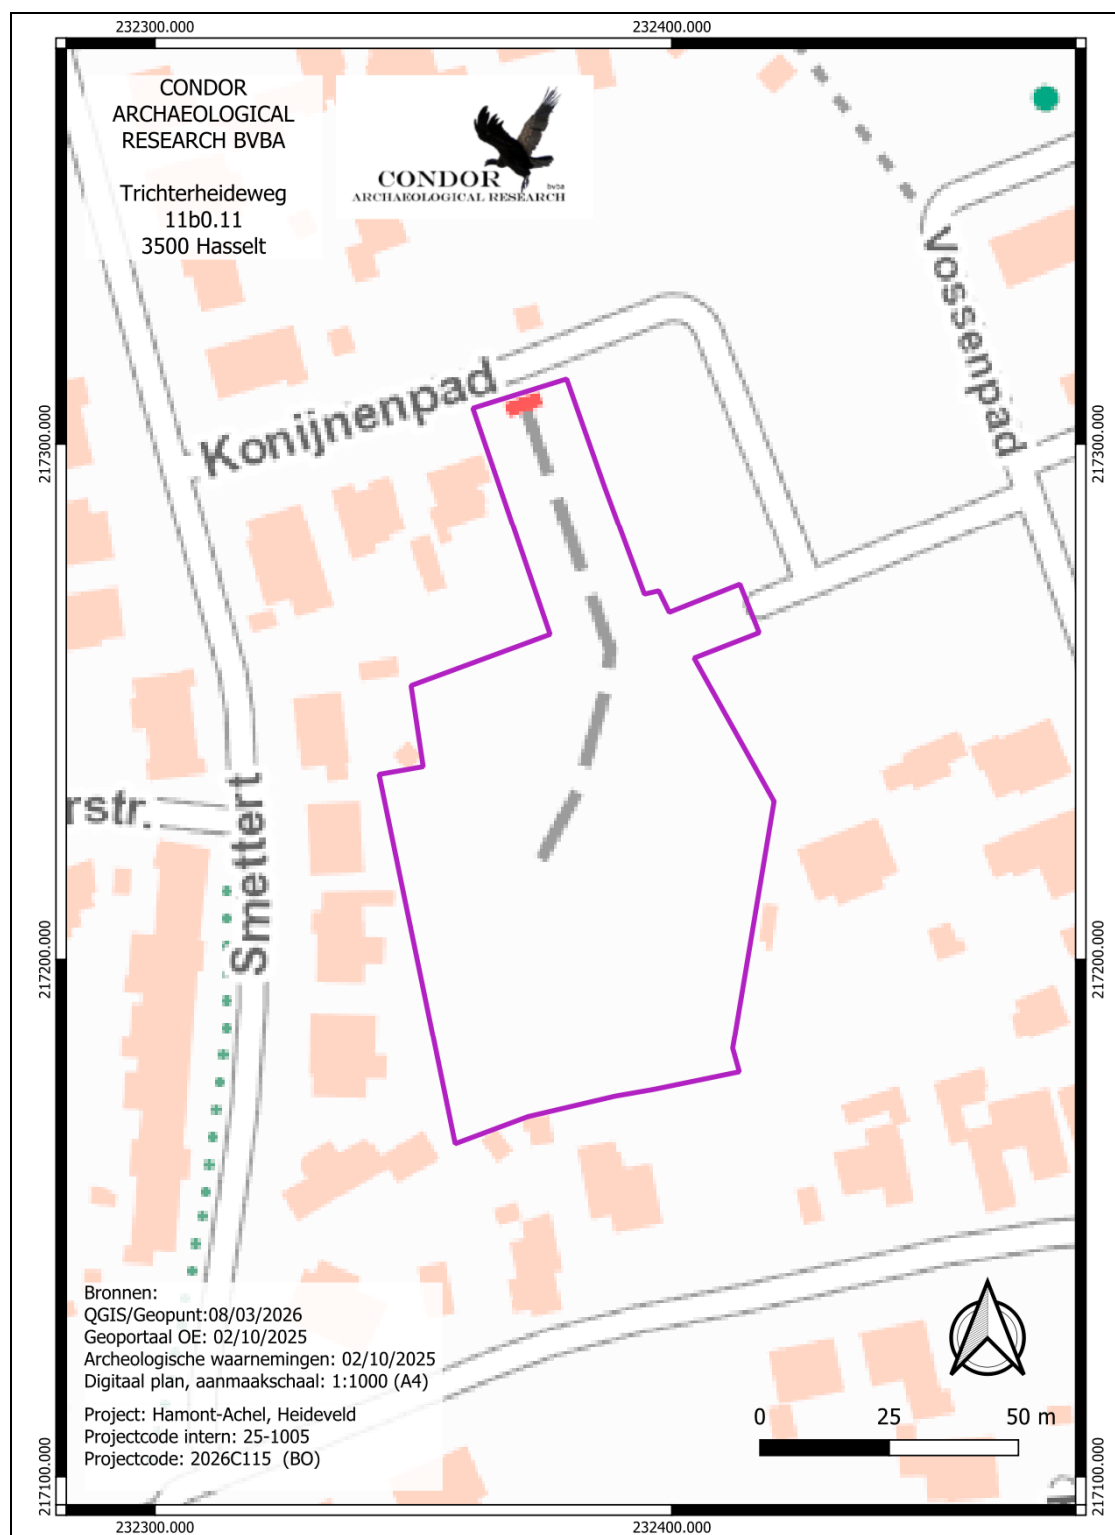 232300.000
232400.000
CONDOR
ARCHAEOLOGICAL
RESEARCH BVBA
Trichterheideweg
11b0.11
3500 Hasselt
CONDOR
bvba
ARCHAEOLOGICAL RESEARCH
Vossenpad
Konijnenpad
217300.000
217300.000
rstr.
Smettert
217200.000
217200.000
Bronnen:
QGIS/Geopunt:08/03/2026
Geoportaal OE: 02/10/2025
Archeologische waarnemingen: 02/10/2025
Digitaal plan, aanmaakschaal: 1:1000 (A4)
Project: Hamont-Achel, Heideveld
Projectcode intern: 25-1005
Projectcode: 2026C115 (BO)
0 25 50 m
217100.000
217100.000
232300.000
232400.000